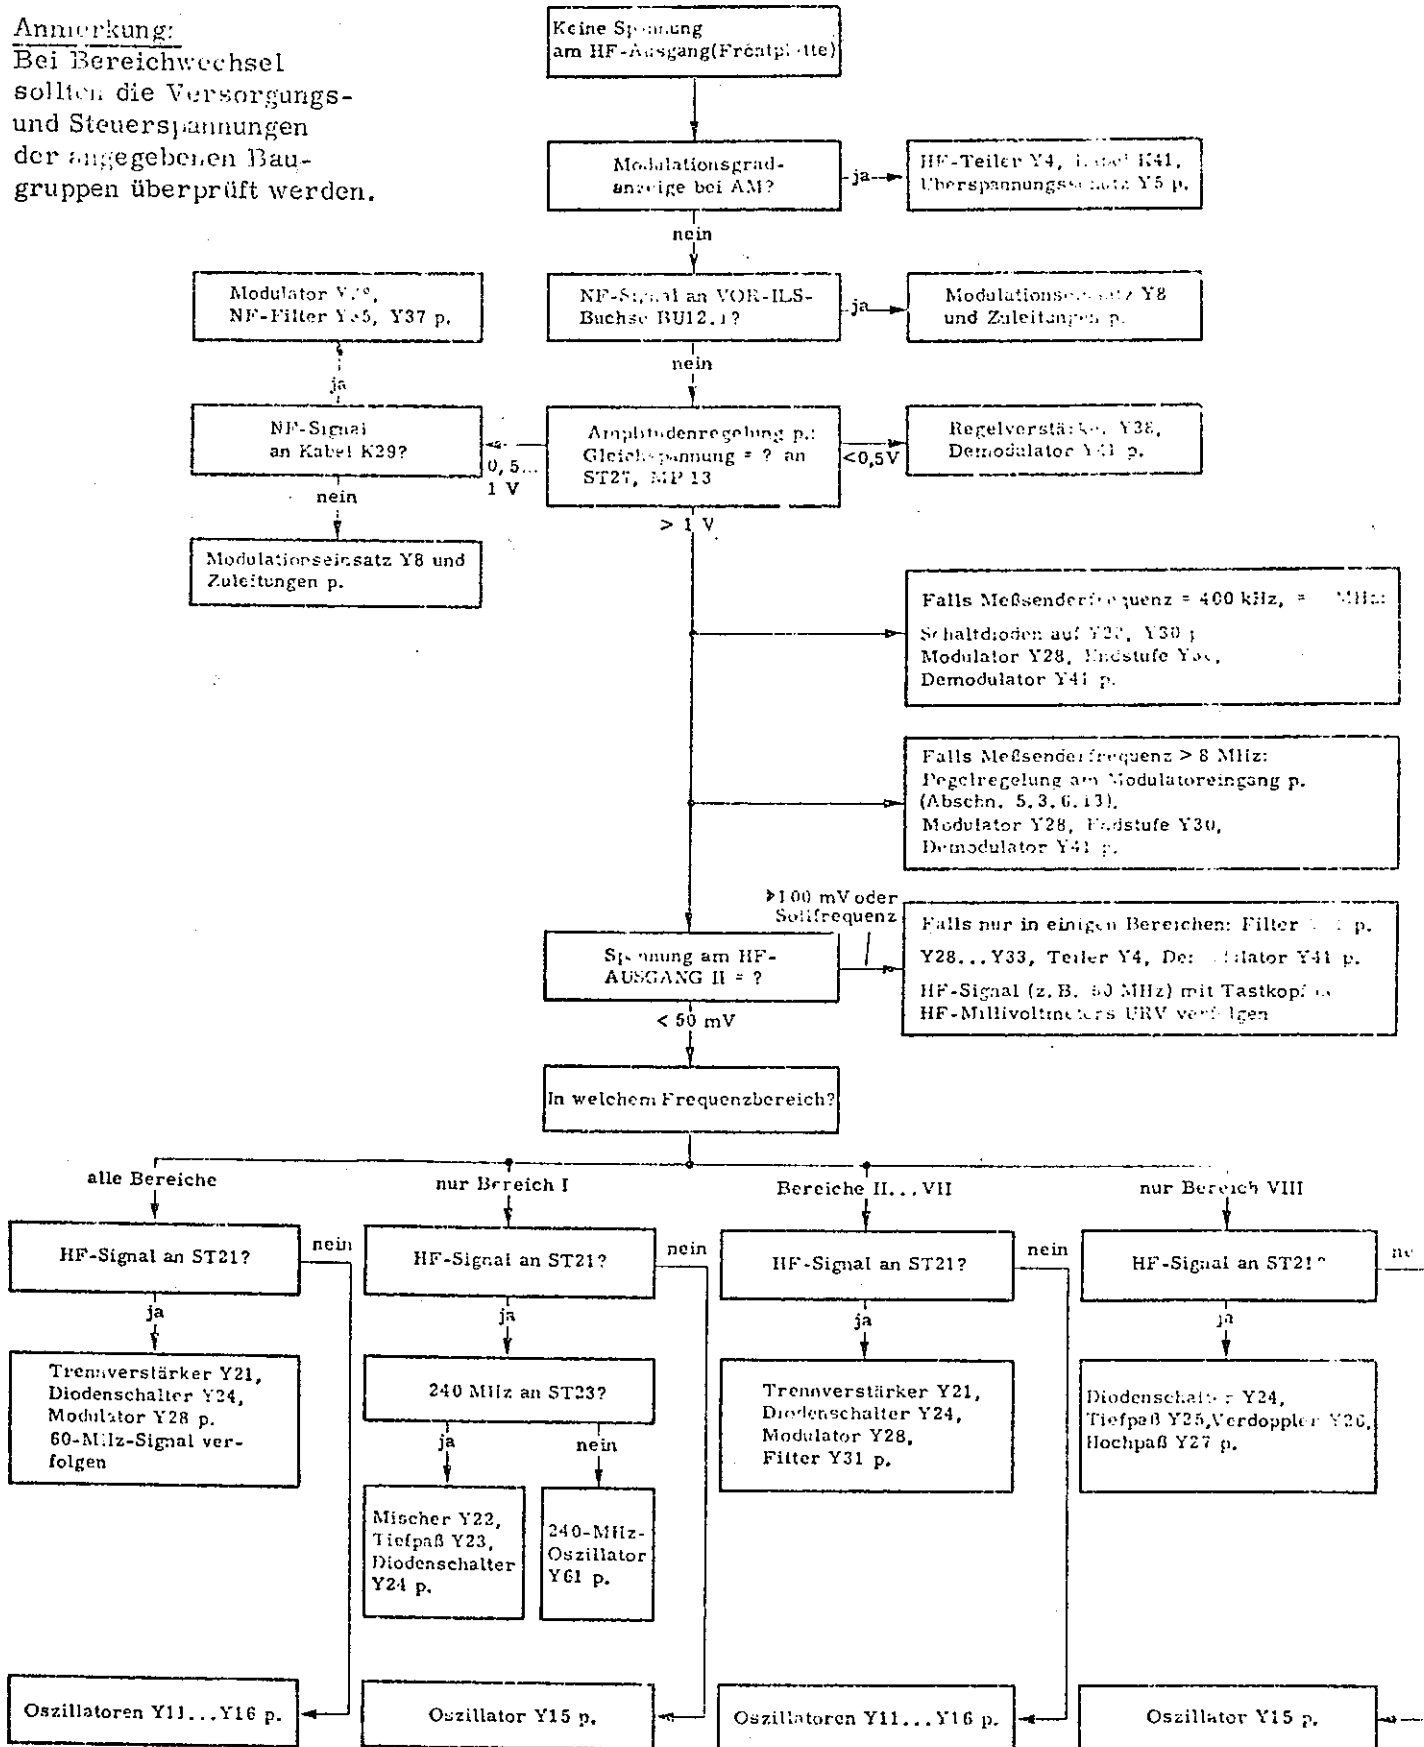 Anmerkung:
Bei Bereichwechsel
sollten die Versorgungs-
und Steuerspannungen
der angegebenen Bau-
gruppen überprüft werden.
Keine Spannung
am HF-Ausgang(Frontplatte)
Modulationsgrad-
anzeige bei AM?
ja
HF-Teiler Y4, Kabel K41,
Überspannungsschutz Y5 p.
nein
Modulator
NF-Filter Y35, Y37 p.
NF-Signal an VOR-ILS-
Buchse BU12.1?
ja
Modulationseinsatz Y8
und Zuleitungen p.
ja
nein
NF-Signal
an Kabel K29?
0,5...
1 V
Amplitudenregelung p.:
Gleichspannung = ? an
ST27, MP 13
<0,5V
Regelverstärker Y38,
Demodulator Y41 p.
nein
> 1 V
Modulationseinsatz Y8 und
Zuleitungen p.
Falls Meßsenderfrequenz = 400 kHz, = MHz:
Schaltdioden auf Y30
Modulator Y28, Endstufe
Demodulator Y41 p.
Falls Meßsenderfrequenz > 8 MHz:
Pegelregelung am Modulatoreingang p.
(Abschn. 5.3.6.13),
Modulator Y28, Endstufe Y30,
Demodulator Y41 p.
>100 mV oder
Sollfrequenz
Spannung am HF-
AUSGANG II = ?
Falls nur in einigen Bereichen: Filter p.
Y28...Y33, Teiler Y4, Demodulator Y41 p.
HF-Signal (z.B. 60 MHz) mit Tastkopf
HF-Millivoltmeters URV verfolgen
< 50 mV
In welchem Frequenzbereich?
alle Bereiche
nur Bereich I
Bereiche II...VII
nur Bereich VIII
HF-Signal an ST21?
nein
HF-Signal an ST21?
nein
HF-Signal an ST21?
nein
HF-Signal an ST21?
ja
ja
ja
ja
Trennverstärker Y21,
Diodenschalter Y24,
Modulator Y28 p.
60-MHz-Signal ver-
folgen
240 MHz an ST23?
Trennverstärker Y21,
Diodenschalter Y24,
Modulator Y28,
Filter Y31 p.
Diodenschalter Y24,
Tiefpaß Y25,Verdoppler Y26,
Hochpaß Y27 p.
ja
nein
Mischer Y22,
Tiefpaß Y23,
Diodenschalter
Y24 p.
240-MHz-
Oszillator
Y61 p.
Oszillatoren Y11...Y16 p.
Oszillator Y15 p.
Oszillatoren Y11...Y16 p.
Oszillator Y15 p.